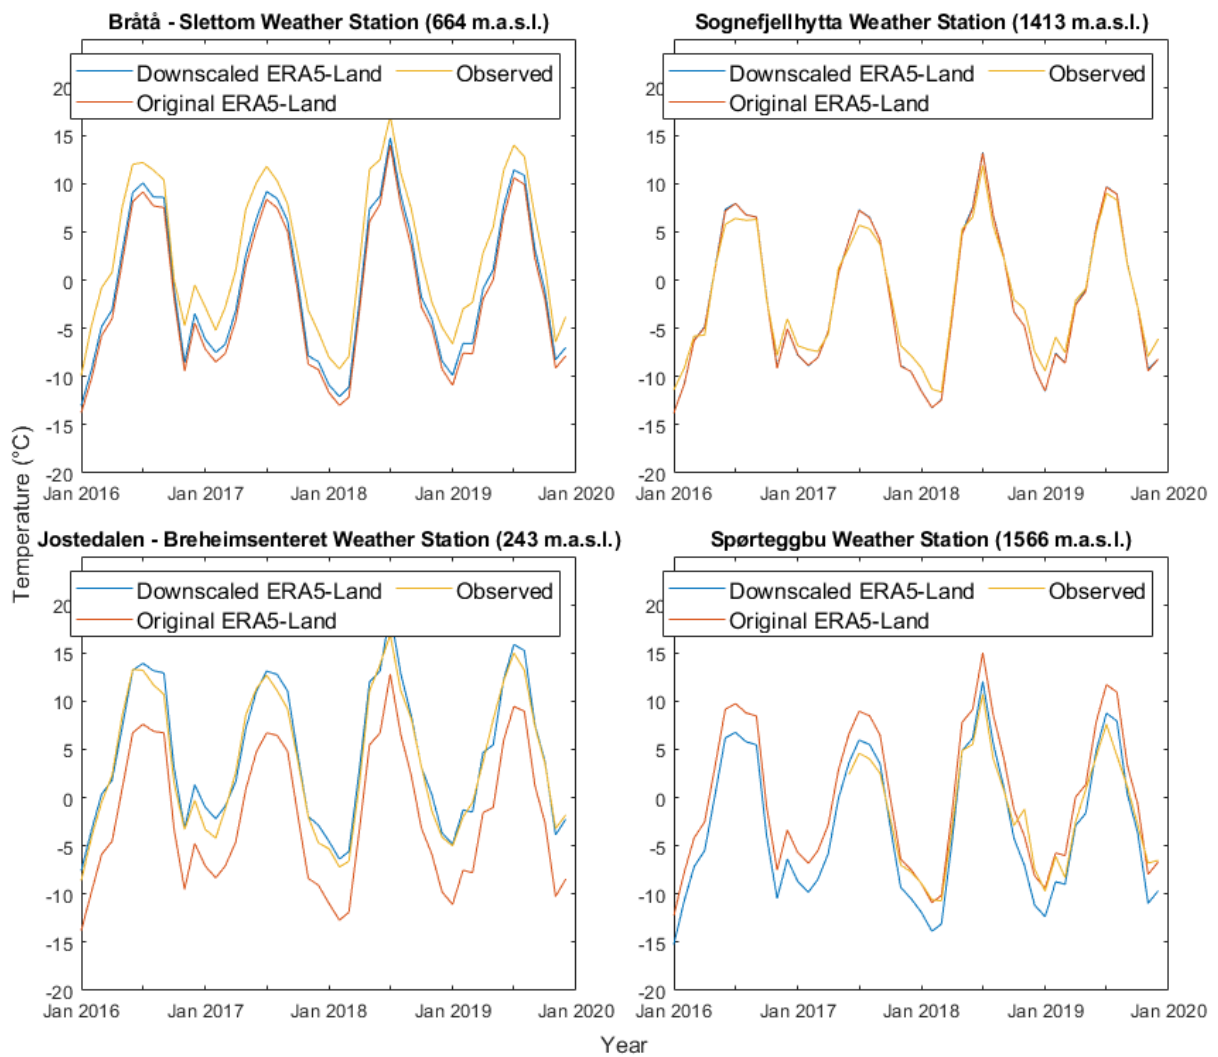 Bråtå - Slettom Weather Station (664 m.a.s.l.)
Downscaled ERA5-Land
Observed
Original ERA5-Land
20
15
10
5
0
-5
-10
-15
-20
Jan 2016
Jan 2017
Jan 2018
Jan 2019
Jan 2020
Sognefjellhytta Weather Station (1413 m.a.s.l.)
Downscaled ERA5-Land
Observed
Original ERA5-Land
20
15
10
5
0
-5
-10
-15
-20
Jan 2016
Jan 2017
Jan 2018
Jan 2019
Jan 2020
Temperature (°C)
Jostedalen - Breheimsenteret Weather Station (243 m.a.s.l.)
Downscaled ERA5-Land
Observed
Original ERA5-Land
20
15
10
5
0
-5
-10
-15
-20
Jan 2016
Jan 2017
Jan 2018
Jan 2019
Jan 2020
Spørteggbu Weather Station (1566 m.a.s.l.)
Downscaled ERA5-Land
Observed
Original ERA5-Land
20
15
10
5
0
-5
-10
-15
-20
Jan 2016
Jan 2017
Jan 2018
Jan 2019
Jan 2020
Year